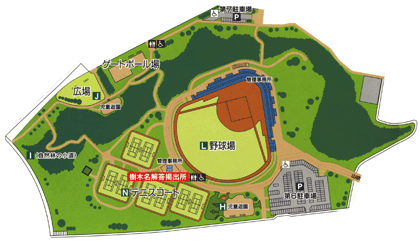 第7駐車場
P
ゲートボール場
広場
J
児童遊園
管理事務所
L 野球場
I (自然林の小道)
管理事務所
樹木名解答掲出所
N テニスコート
P
第6駐車場
H 児童遊園